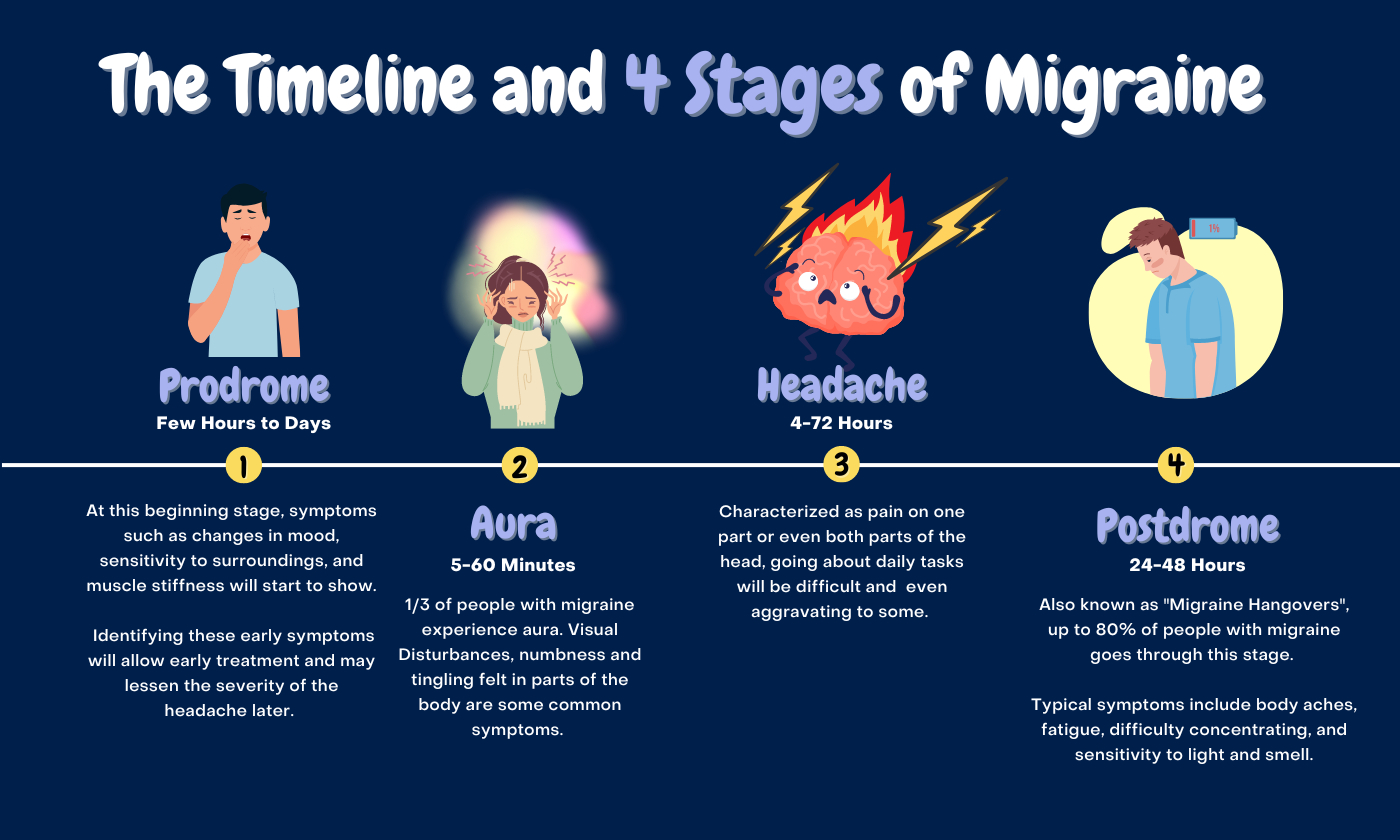 The Timeline and 4 Stages of Migraine
1%
Prodrome
Few Hours to Days
1
At this beginning stage, symptoms
such as changes in mood,
sensitivity to surroundings, and
muscle stiffness will start to show.
Identifying these early symptoms
will allow early treatment and may
lessen the severity of the
headache later.
2
Aura
5-60 Minutes
1/3 of people with migraine
experience aura. Visual
Disturbances, numbness and
tingling felt in parts of the
body are some common
symptoms.
Headache
4-72 Hours
3
Characterized as pain on one
part or even both parts of the
head, going about daily tasks
will be difficult and even
aggravating to some.
4
Postdrome
24-48 Hours
Also known as "Migraine Hangovers",
up to 80% of people with migraine
goes through this stage.
Typical symptoms include body aches,
fatigue, difficulty concentrating, and
sensitivity to light and smell.